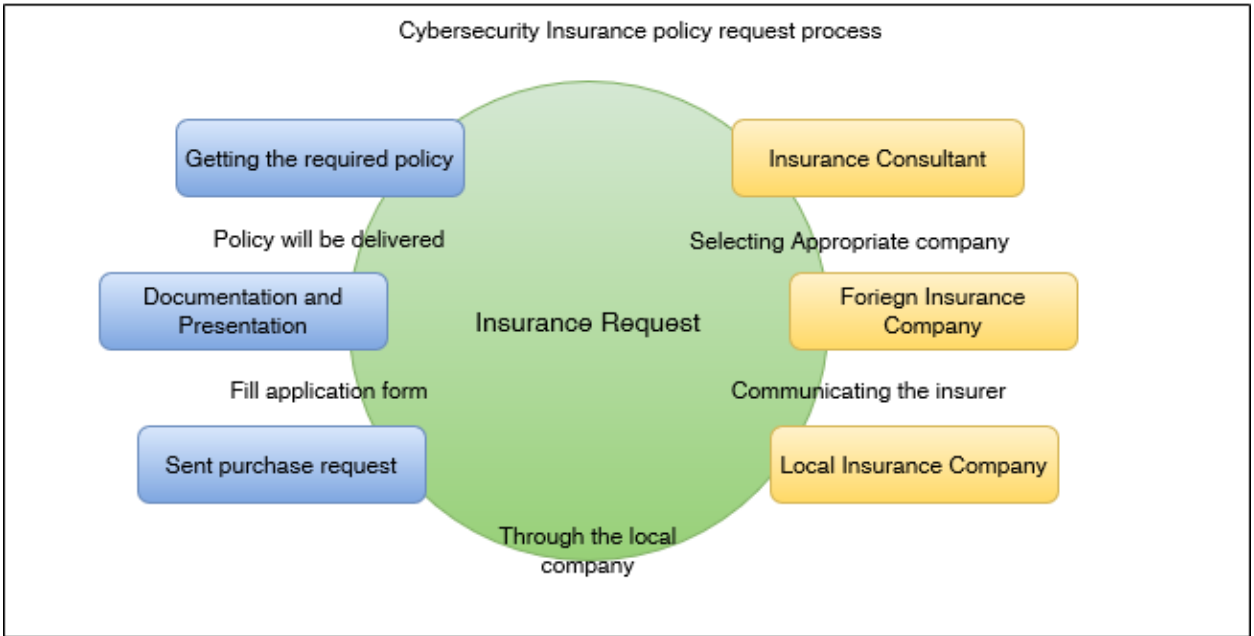 Cybersecurity Insurance policy request process
Getting the required policy
Insurance Consultant
Policy will be delivered
Selecting Appropriate company
Documentation and
Presentation
Foriegn Insurance
Company
Insurance Request
Fill application form
Communicating the insurer
Sent purchase request
Local Insurance Company
Through the local
company